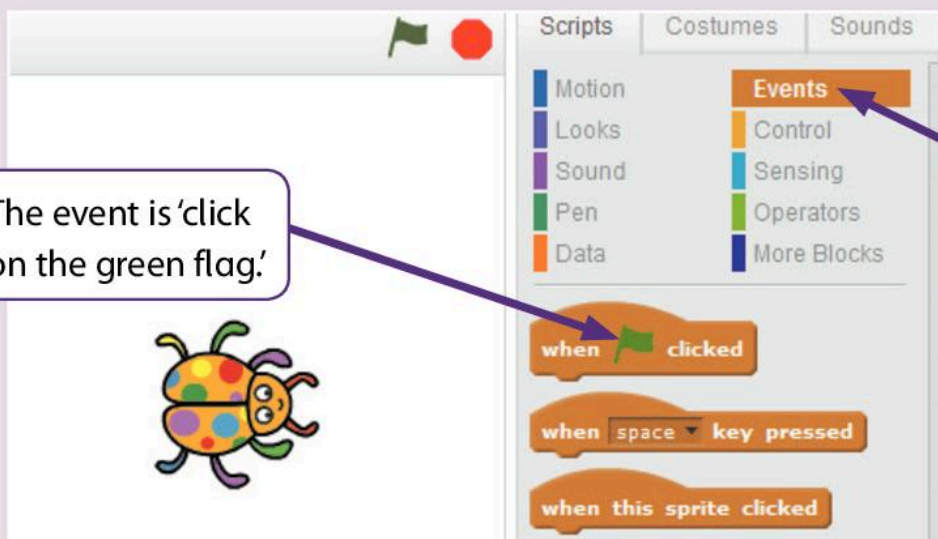 Scripts Costumes Sounds
Motion Events
Looks Control
Sound Sensing
Pen Operators
Data More Blocks
The event is ‘click
on the green flag.’
when clicked
when space key pressed
when this sprite clicked